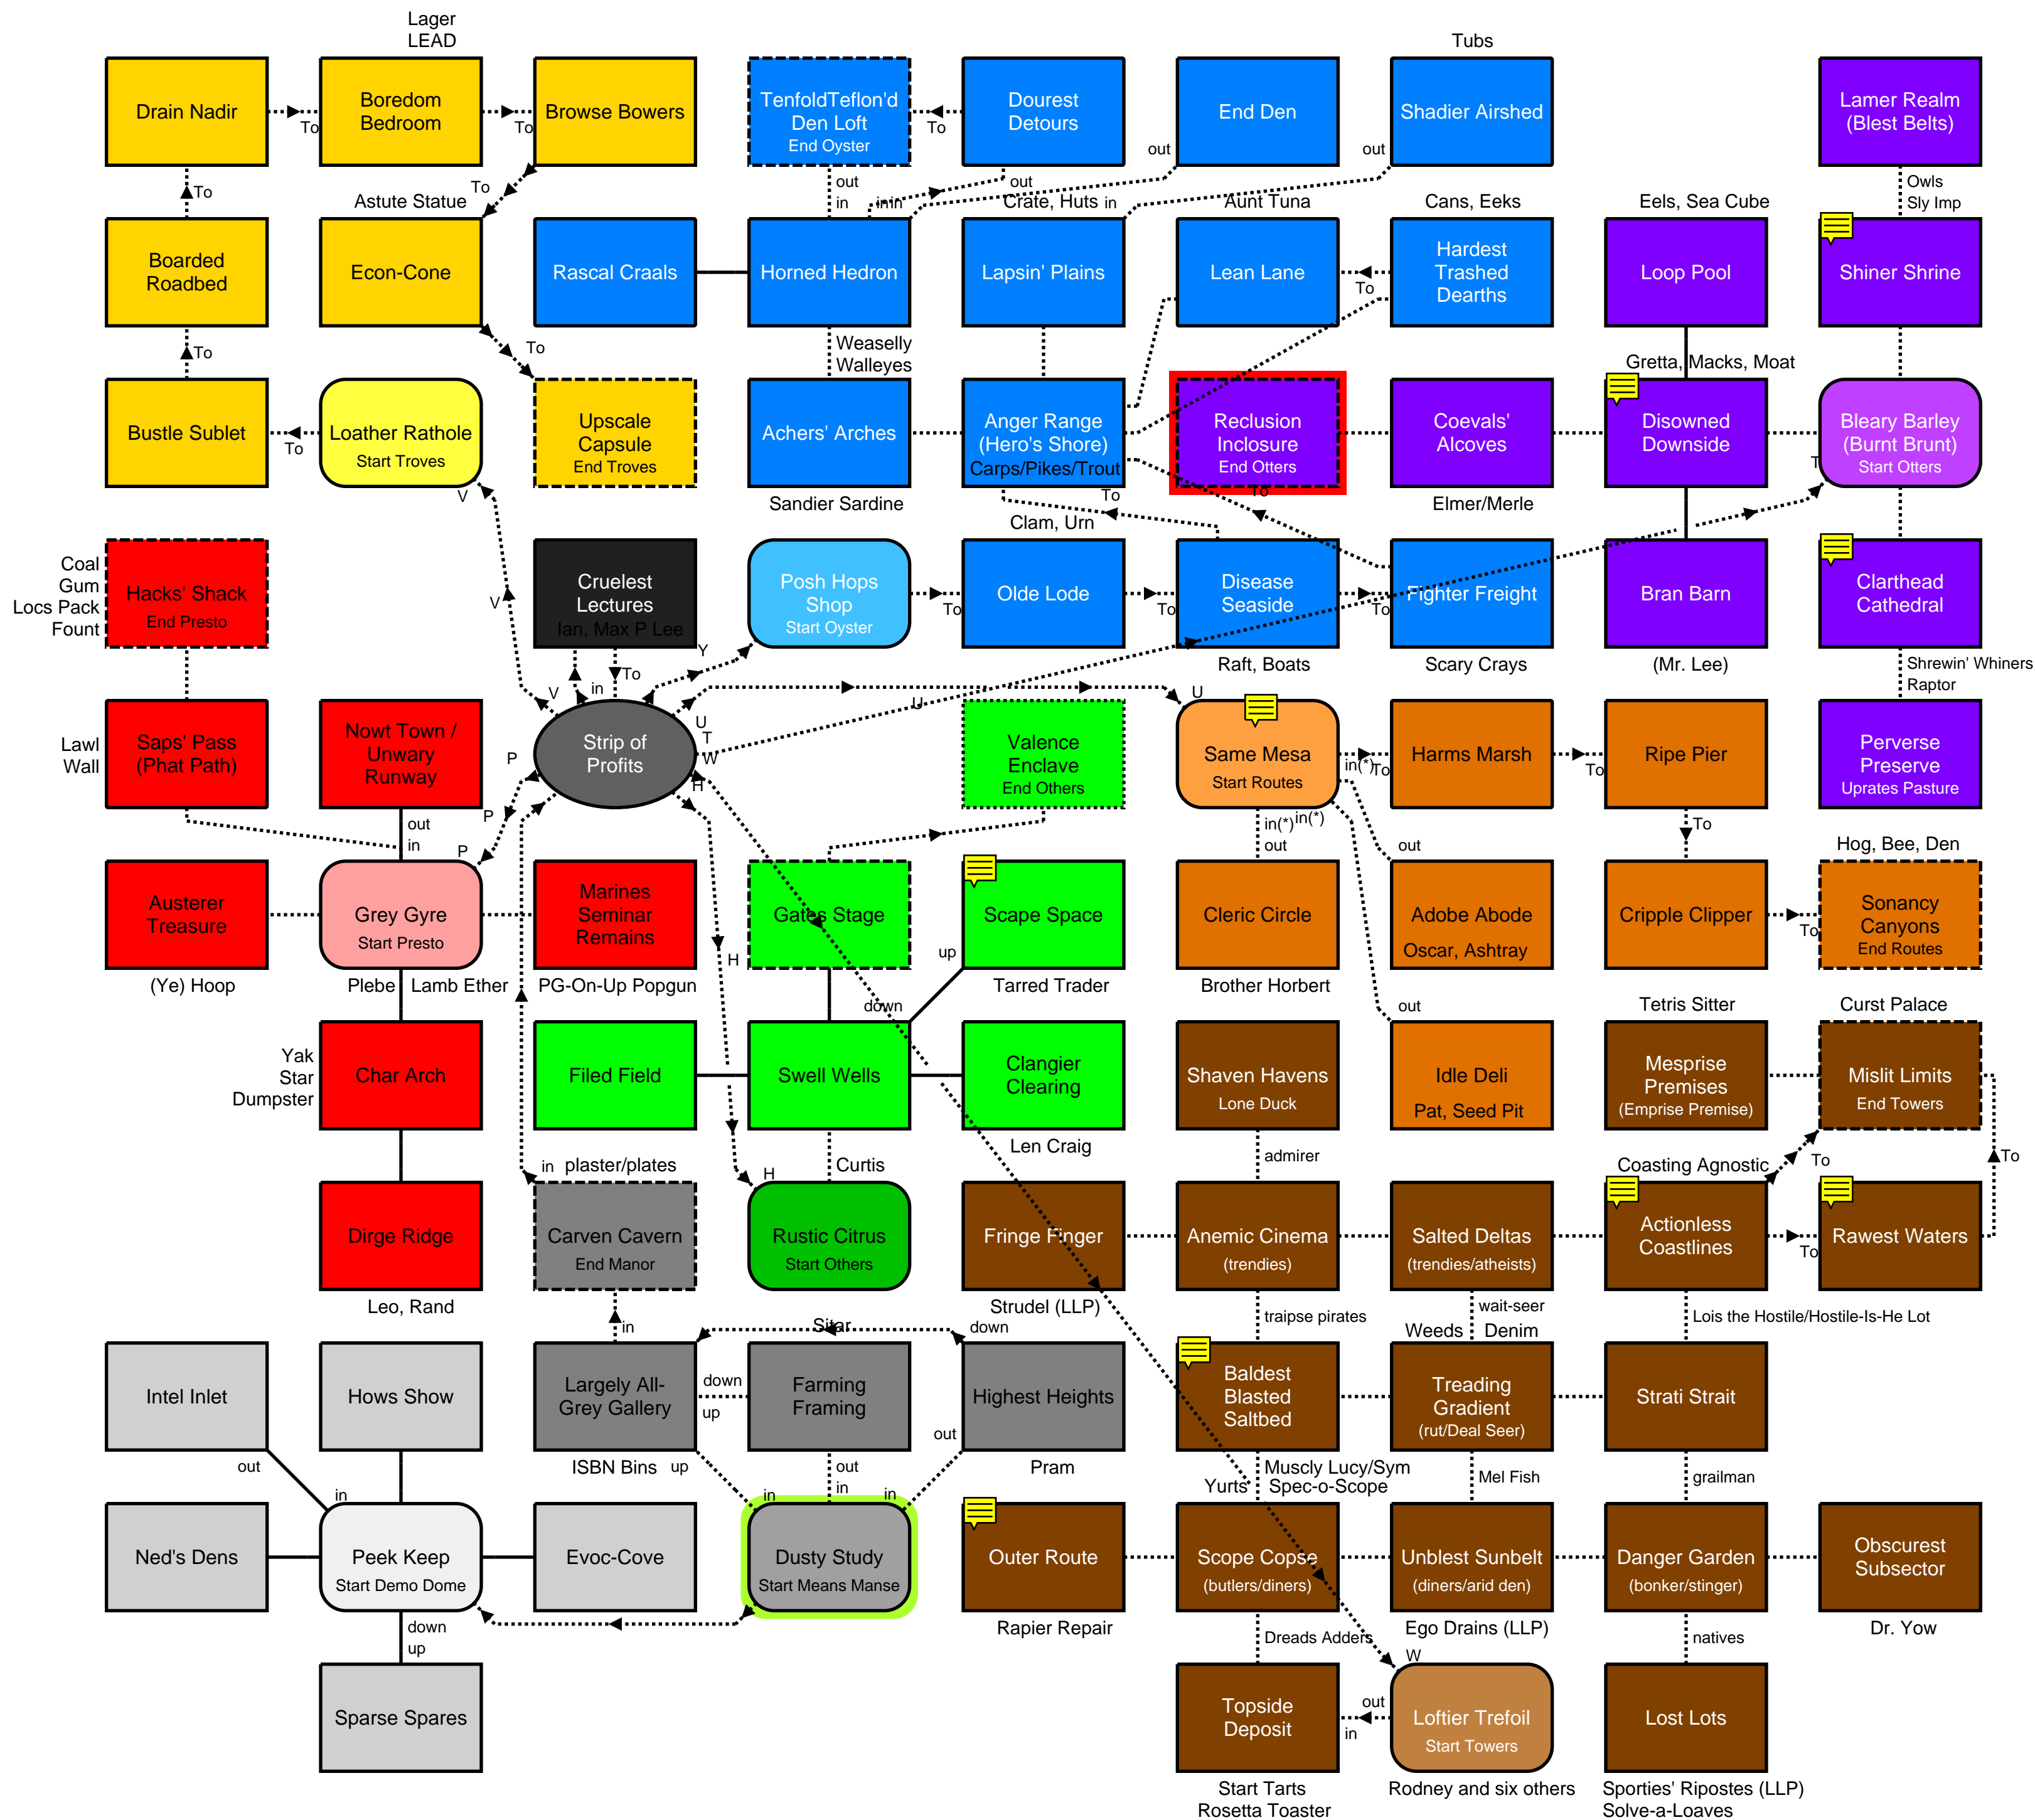 Lager
LEAD
Tubs
Drain Nadir
To
Boredom
Bedroom
To
Browse Bowers
TenfoldTeflon'd
Den Loft
End Oyster
To
Dourest
Detours
End Den
Shadier Airshed
Lamer Realm
(Blest Belts)
To
To
out
in
in
in
out
out
out
in
Owls
Sly Imp
Astute Statue
Crate, Huts
Aunt Tuna
Cans, Eeks
Eels, Sea Cube
Boarded
Roadbed
Econ-Cone
Rascal Craals
Horned Hedron
Lapsin' Plains
Lean Lane
To
Hardest
Trashed
Dearths
Loop Pool
Shiner Shrine
To
To
Weaselly
Walleyes
Gretta, Macks, Moat
Bustle Sublet
To
Loather Rathole
Start Troves
V
Upscale
Capsule
End Troves
Achers' Arches
Anger Range
(Hero's Shore)
Carps/Pikes/Trout
Reclusion
Inclosure
End Otters
Coevals'
Alcoves
Disowned
Downside
T
Bleary Barley
(Burnt Brunt)
Start Otters
To
To
Sandier Sardine
Elmer/Merle
Clam, Urn
Coal
Gum
Locs Pack
Fount
Hacks' Shack
End Presto
V
Cruelest
Lectures
Ian, Max P Lee
Posh Hops
Shop
Start Oyster
To
Olde Lode
To
Disease
Seaside
To
Fighter Freight
Bran Barn
Clarthead
Cathedral
Y
in
To
V
Raft, Boats
Scary Crays
(Mr. Lee)
Shrewin' Whiners
Raptor
Lawl
Wall
Saps' Pass
(Phat Path)
Nowt Town /
Unwary
Runway
P
Strip of
Profits
U
T
W
H
U
Valence
Enclave
End Others
U
Same Mesa
Start Routes
in(*)
To
Harms Marsh
To
Ripe Pier
Perverse
Preserve
Uprates Pasture
P
out
in
P
in(*)
in(*)
out
out
To
Hog, Bee, Den
Austerer
Treasure
Grey Gyre
Start Presto
Marines
Seminar
Remains
H
Gates Stage
up
Scape Space
Cleric Circle
Adobe Abode
Oscar, Ashtray
Cripple Clipper
To
Sonancy
Canyons
End Routes
(Ye) Hoop
Plebe
Lamb Ether
PG-On-Up Popgun
down
Tarred Trader
Brother Horbert
out
Tetris Sitter
Curst Palace
Yak
Star
Dumpster
Char Arch
Filed Field
Swell Wells
Clangier
Clearing
Shaven Havens
Lone Duck
Idle Deli
Pat, Seed Pit
Mesprise
Premises
(Emprise Premise)
Mislit Limits
End Towers
in
plaster/plates
H
Curtis
Len Craig
admirer
Coasting Agnostic
To
To
Dirge Ridge
Carven Cavern
End Manor
Rustic Citrus
Start Others
Fringe Finger
Anemic Cinema
(trendies)
Salted Deltas
(trendies/atheists)
Actionless
Coastlines
To
Rawest Waters
Leo, Rand
in
Sitar
Strudel (LLP)
down
traipse pirates
wait-seer
Weeds
Denim
Lois the Hostile/Hostile-Is-He Lot
Intel Inlet
Hows Show
Largely All-
Grey Gallery
down
up
Farming
Framing
Highest Heights
Baldest
Blasted
Saltbed
Treading
Gradient
(rut/Deal Seer)
Strati Strait
out
in
ISBN Bins
up
in
out
in
in
out
Pram
Yurts
Muscly Lucy/Sym
Spec-o-Scope
Mel Fish
grailman
Ned's Dens
Peek Keep
Start Demo Dome
Evoc-Cove
Dusty Study
Start Means Manse
Outer Route
Scope Copse
(butlers/diners)
Unblest Sunbelt
(diners/arid den)
Danger Garden
(bonker/stinger)
Obscurest
Subsector
down
up
Rapier Repair
Dreads Adders
Ego Drains (LLP)
W
natives
Dr. Yow
Sparse Spares
Topside
Deposit
out
in
Loftier Trefoil
Start Towers
Lost Lots
Start Tarts
Rosetta Toaster
Rodney and six others
Sporties' Ripostes (LLP)
Solve-a-Loaves